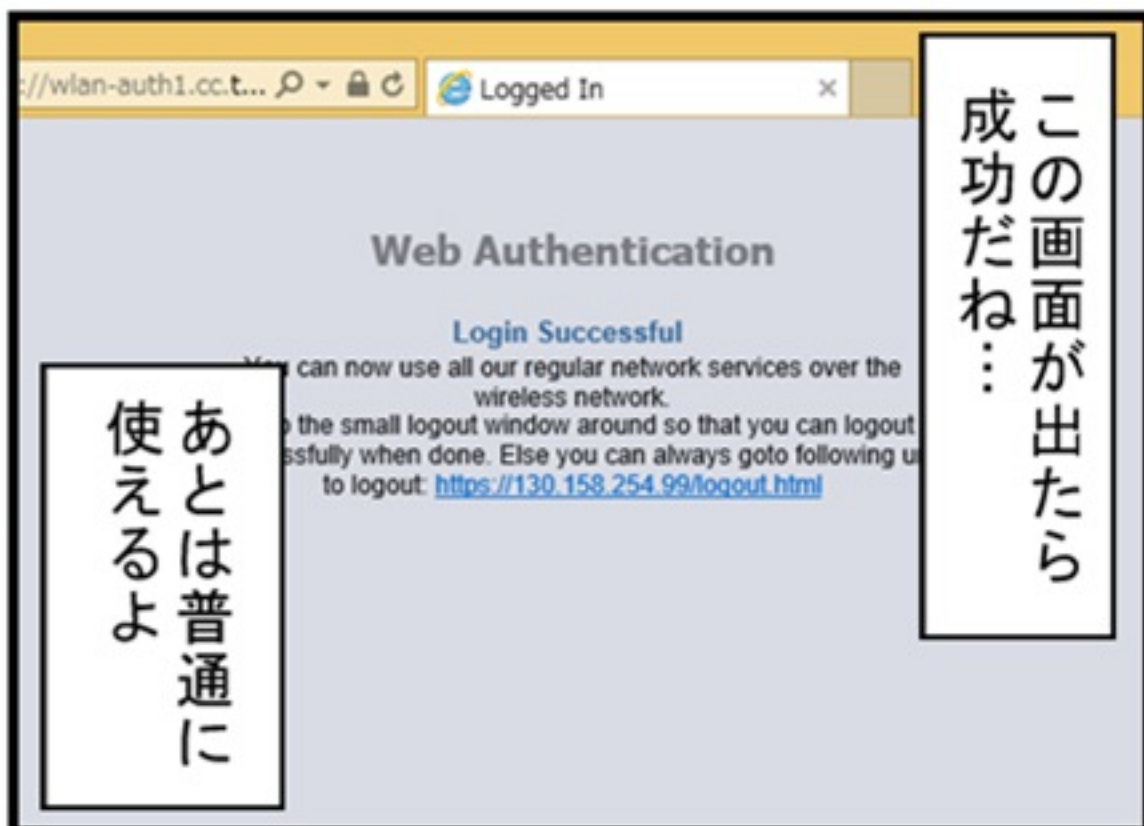 ://wlan-auth1.cc.t...
Logged In
この画面が出たら
成功だね…
Web Authentication
Login Successful
can now use all our regular network services over the
wireless network.
the small logout window around so that you can logout
ssfully when done. Else you can always goto following u
to logout: https://130.158.254.99/logout.html
あとは普通に
使えるよ